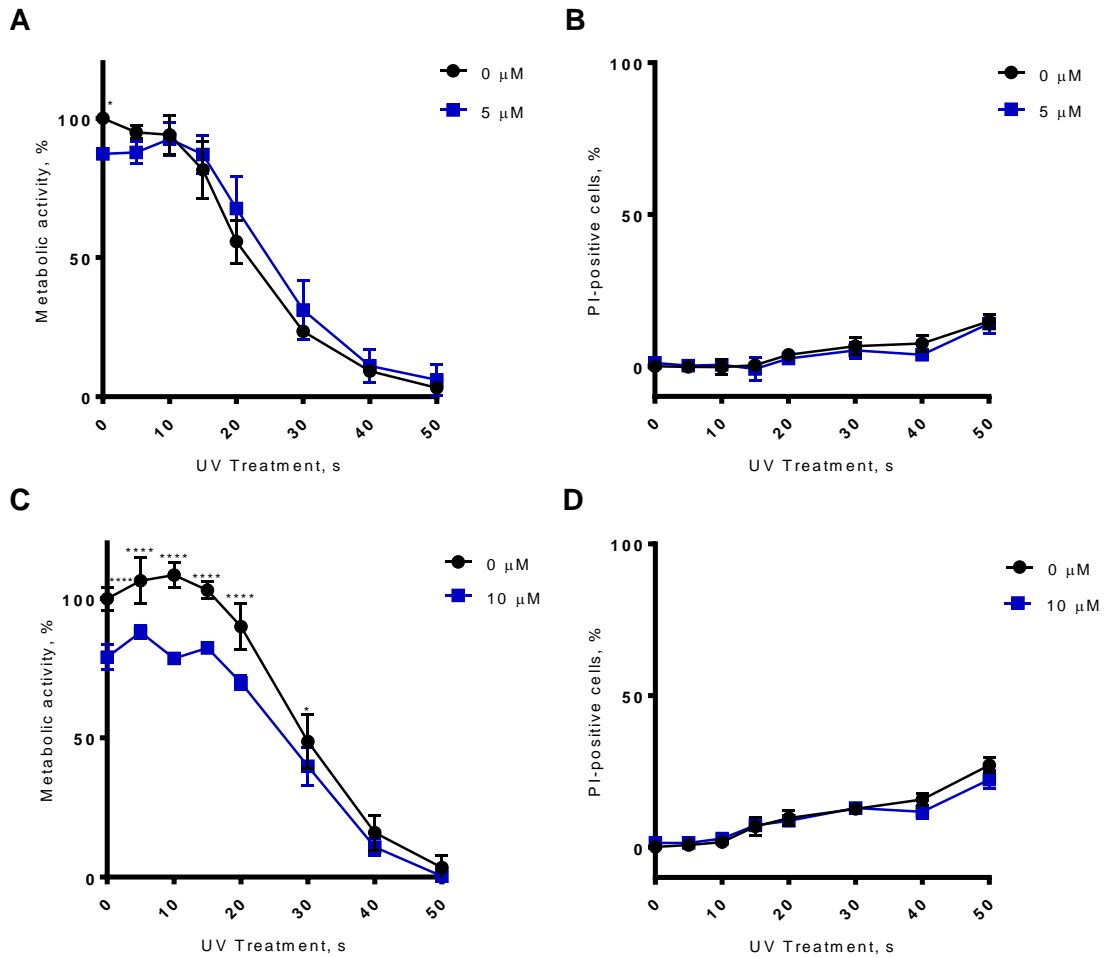 A
0 μM
5 μM
*
100
50
0
Metabolic activity, %
0
10
20
30
40
50
UV Treatment, s
B
0 μM
5 μM
100
50
0
PI-positive cells, %
0
10
20
30
40
50
UV Treatment, s
C
0 μM
10 μM
****
****
****
****
****
*
100
50
0
Metabolic activity, %
0
10
20
30
40
50
UV Treatment, s
D
0 μM
10 μM
100
50
0
PI-positive cells, %
0
10
20
30
40
50
UV Treatment, s